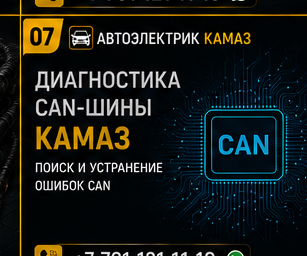 07 АВТОЭЛЕКТРИК КАМАЗ
ДИАГНОСТИКА
CAN-ШИНЫ
КАМАЗ
ПОИСК И УСТРАНЕНИЕ
ОШИБОК CAN
CAN